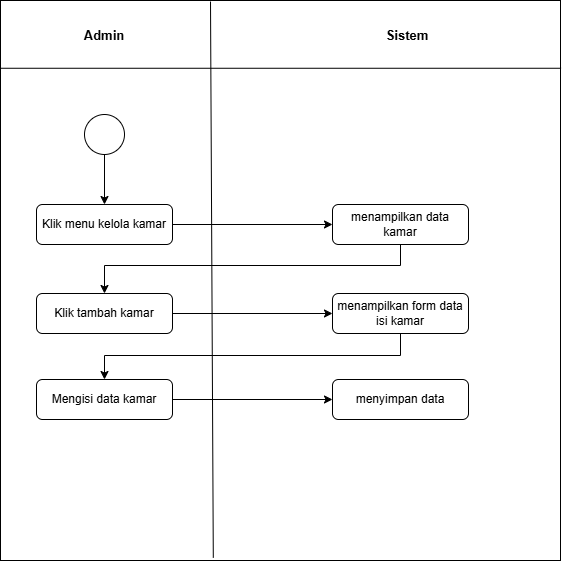 Admin
Sistem
Klik menu kelola kamar
menampilkan data
kamar
Klik tambah kamar
menampilkan form data
isi kamar
Mengisi data kamar
menyimpan data